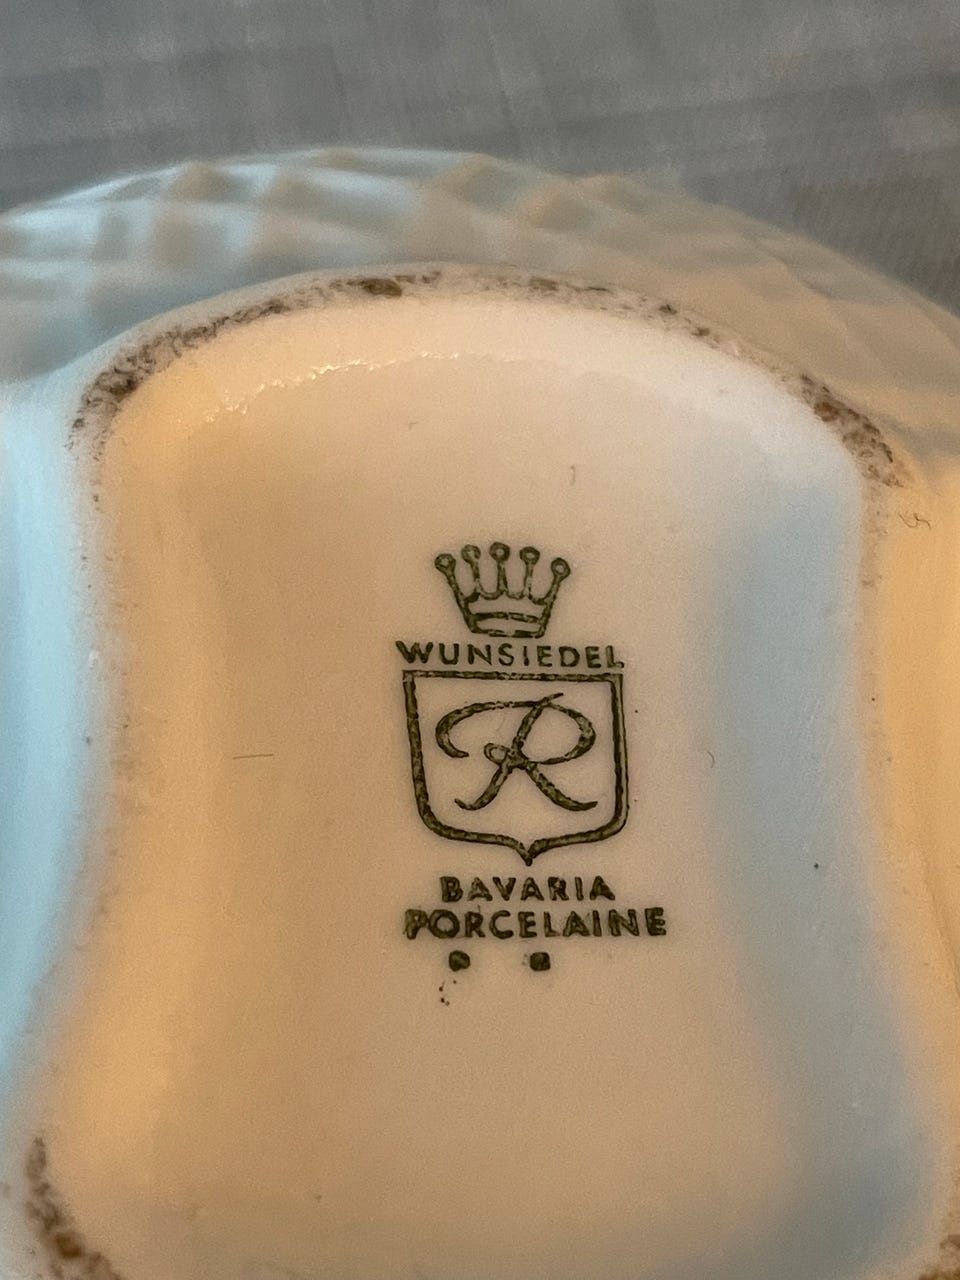 WUNSIEDEL
R
BAVARIA
PORCELAINE